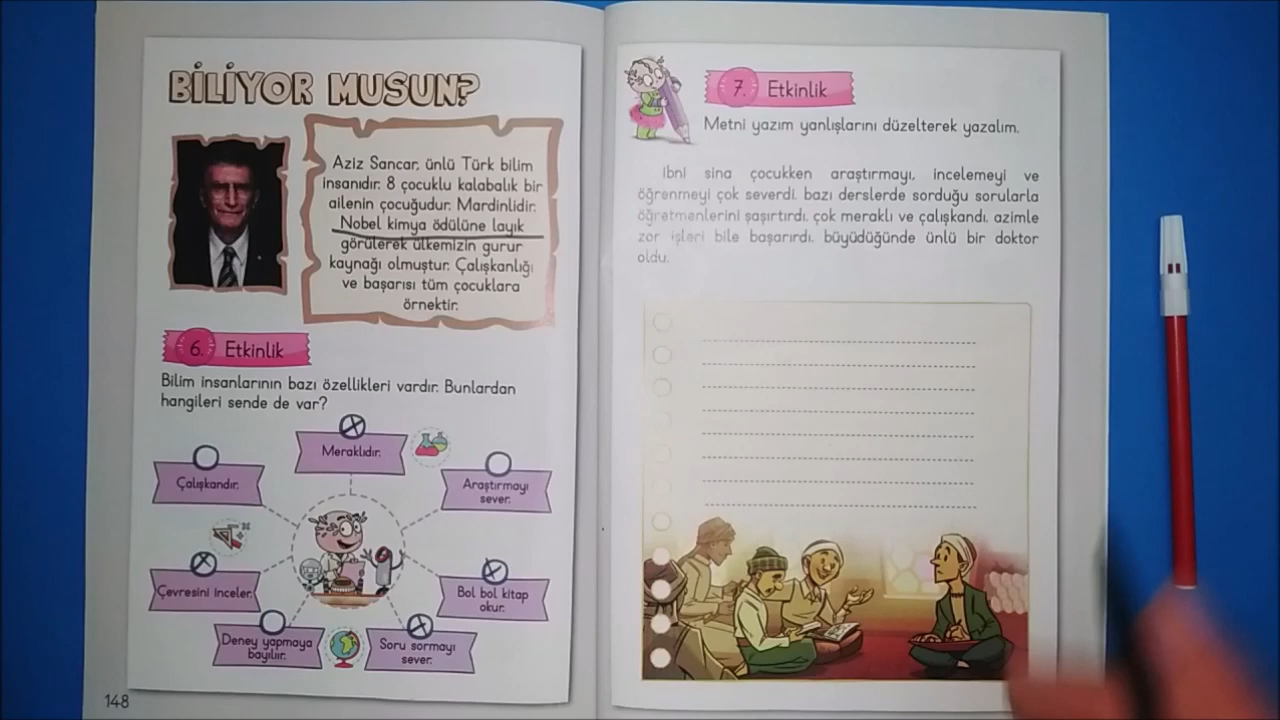 BİLİYOR MUSUN?
Aziz Sancar, ünlü Türk bilim
insanıdır. 8 çocuklu kalabalık bir
ailenin çocuğudur. Mardinlidir.
Nobel kimya ödülüne layık
görülerek ülkemizin gurur
kaynağı olmuştur. Çalışkanlığı
ve başarısı tüm çocuklara
örnektir.
6. Etkinlik
Bilim insanlarının bazı özellikleri vardır. Bunlardan
hangileri sende de var?
Meraklıdır.
Çalışkandır.
Araştırmayı
sever.
Çevresini inceler.
Bol bol kitap
okur.
Deney yapmaya
bayılır.
Soru sormayı
sever.
148
7. Etkinlik
Metni yazım yanlışlarını düzelterek yazalım.
ibni sina çocukken araştırmayı, incelemeyi ve
öğrenmeyi çok severdi. bazı derslerde sorduğu sorularla
öğretmenlerini şaşırtırdı. çok meraklı ve çalışkandı. azimle
zor işleri bile başarırdı. büyüdüğünde ünlü bir doktor
oldu.